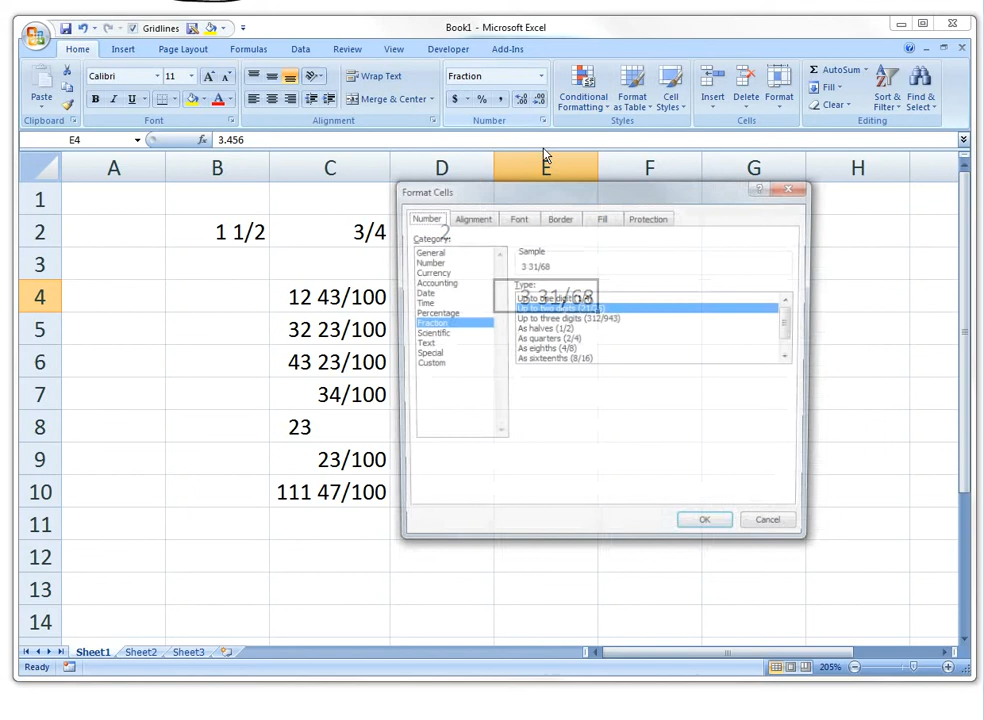 Book1 - Microsoft Excel
Gridlines
Home Insert Page Layout Formulas Data Review View Developer Add-Ins
Calibri 11 A A Wrap Text Fraction AutoSum
Paste B I U A Merge & Center $ % , Conditional Formatting Format as Table Cell Styles Insert Delete Format Fill Clear Sort & Filter Find & Select
Clipboard Font Alignment Number Styles Cells Editing
E4 fx 3.456
A B C D E F G H
1
2 1 1/2 3/4 2
3
4 12 43/100 3 31/68
5 32 23/100
6 43 23/100
7 34/100
8 23
9 23/100
10 111 47/100
11
12
13
14
Format Cells
Number Alignment Font Border Fill Protection
Category:
General
Number
Currency
Accounting
Date
Time
Percentage
Fraction
Scientific
Text
Special
Custom
Sample
3 31/68
Type:
Up to three digits (312/943)
As halves (1/2)
As quarters (2/4)
As eighths (4/8)
As sixteenths (8/16)
OK Cancel
Sheet1 Sheet2 Sheet3
Ready 205%